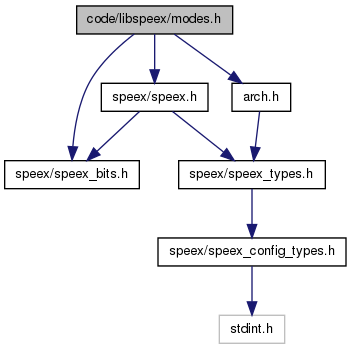 code/libspeex/modes.h
speex/speex.h
arch.h
speex/speex_bits.h
speex/speex_types.h
speex/speex_config_types.h
stdint.h